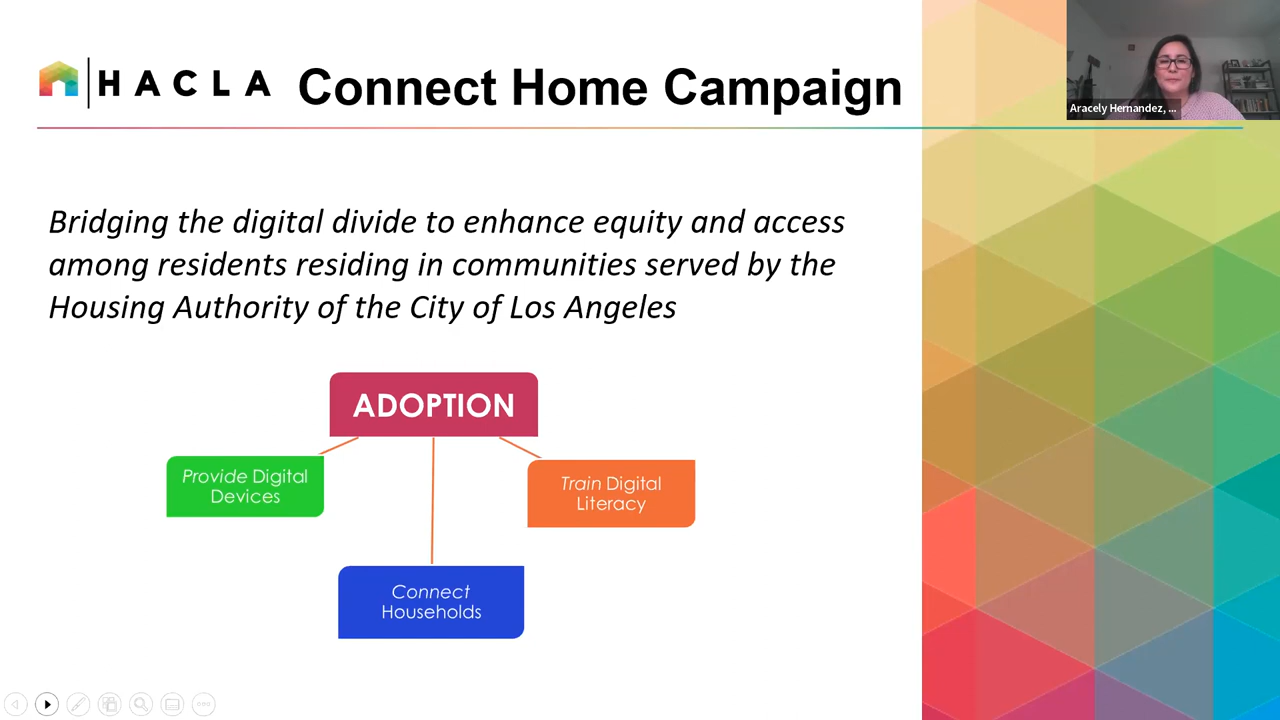 HACLA Connect Home Campaign
Aracely Hernandez, ...
Bridging the digital divide to enhance equity and access
among residents residing in communities served by the
Housing Authority of the City of Los Angeles
ADOPTION
Provide Digital
Devices
Train Digital
Literacy
Connect
Households